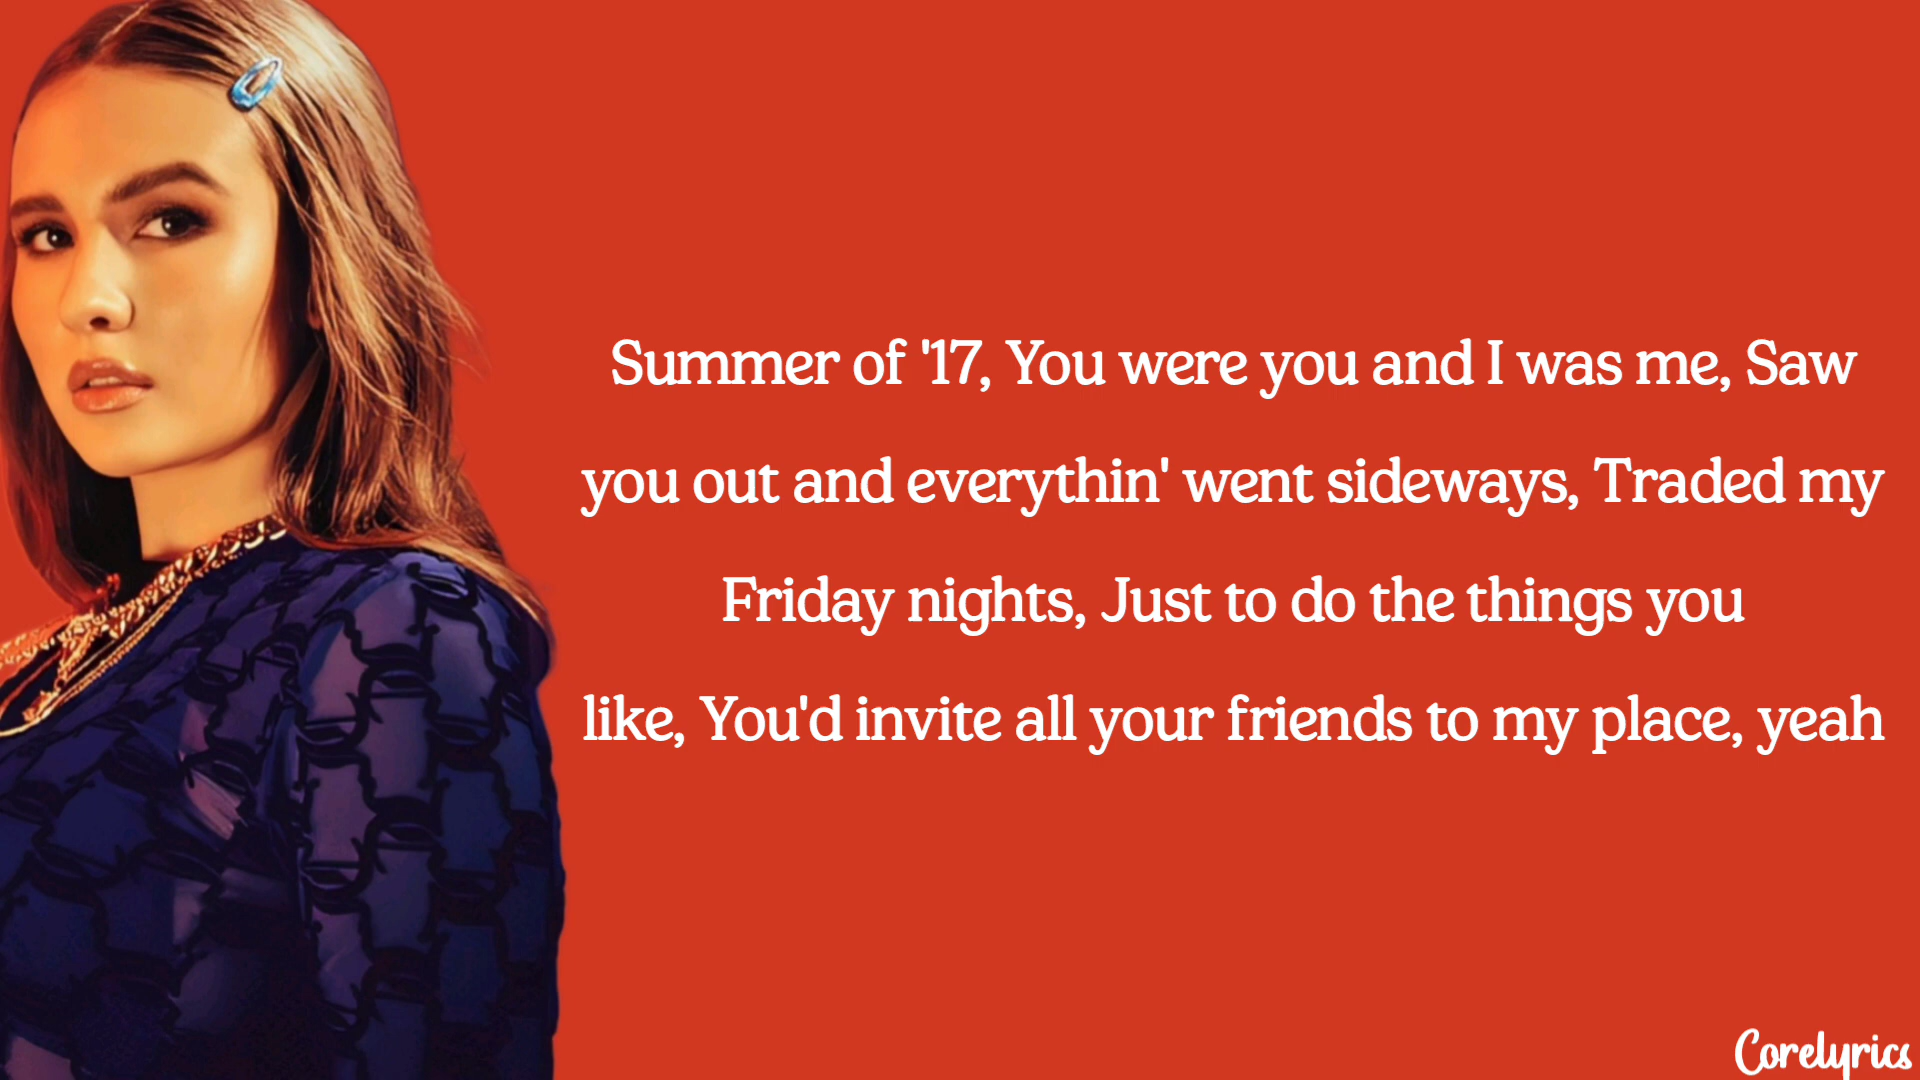 Summer of '17, You were you and I was me, Saw
you out and everythin' went sideways, Traded my
Friday nights, Just to do the things you
like, You'd invite all your friends to my place, yeah
Corelyrics